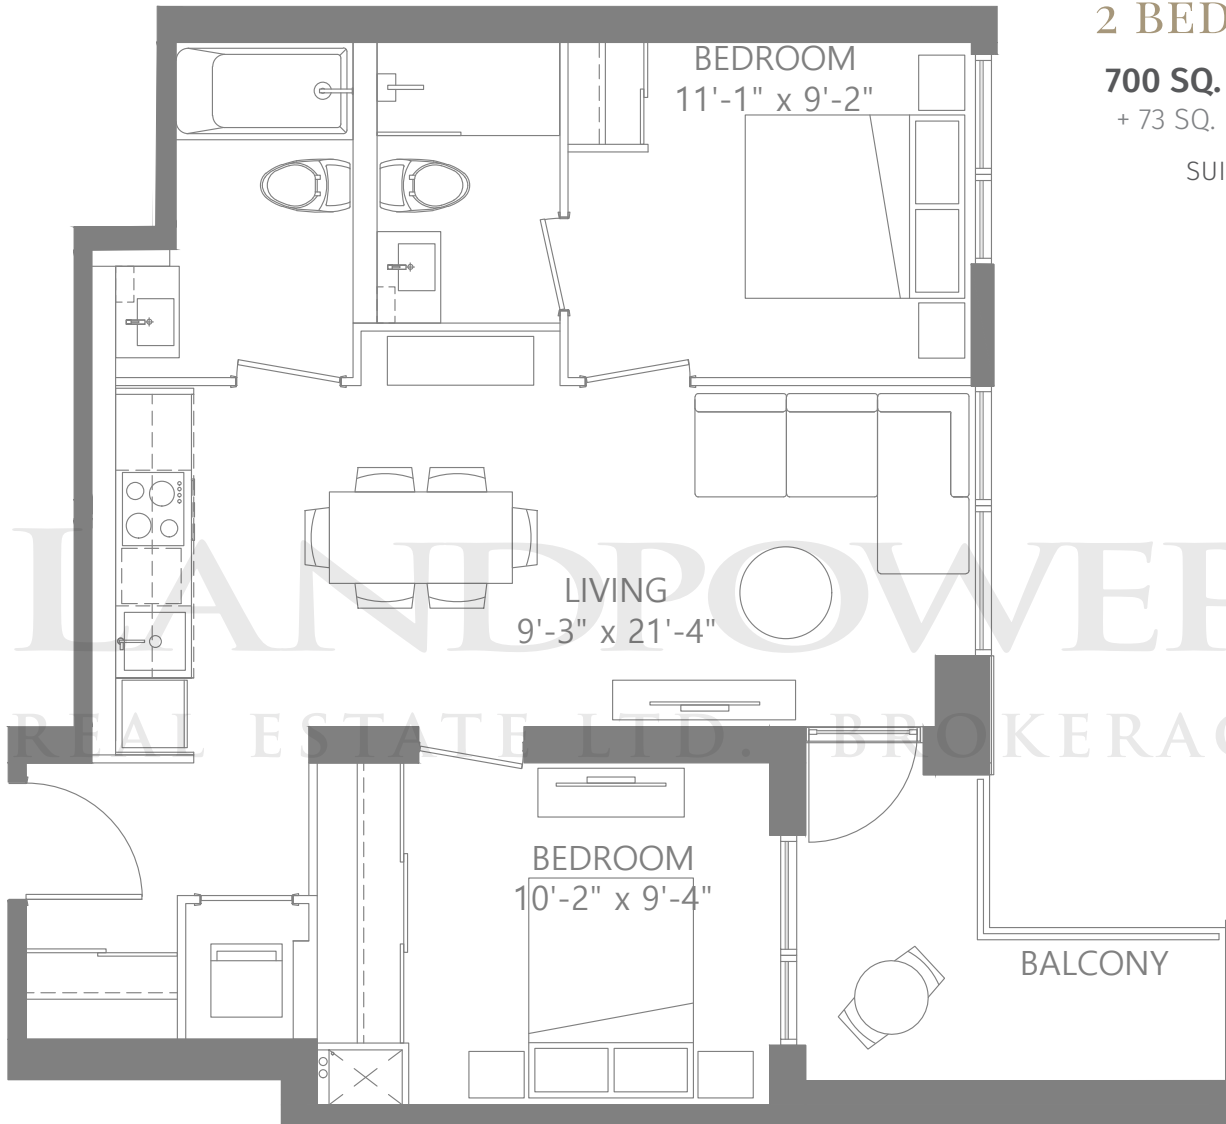 2 BED
700 SQ.
+ 73 SQ.
SUI
BEDROOM
11'-1" x 9'-2"
LIVING
9'-3" x 21'-4"
LANDPOWER
REAL ESTATE LTD. BROKERAG
BEDROOM
10'-2" x 9'-4"
BALCONY